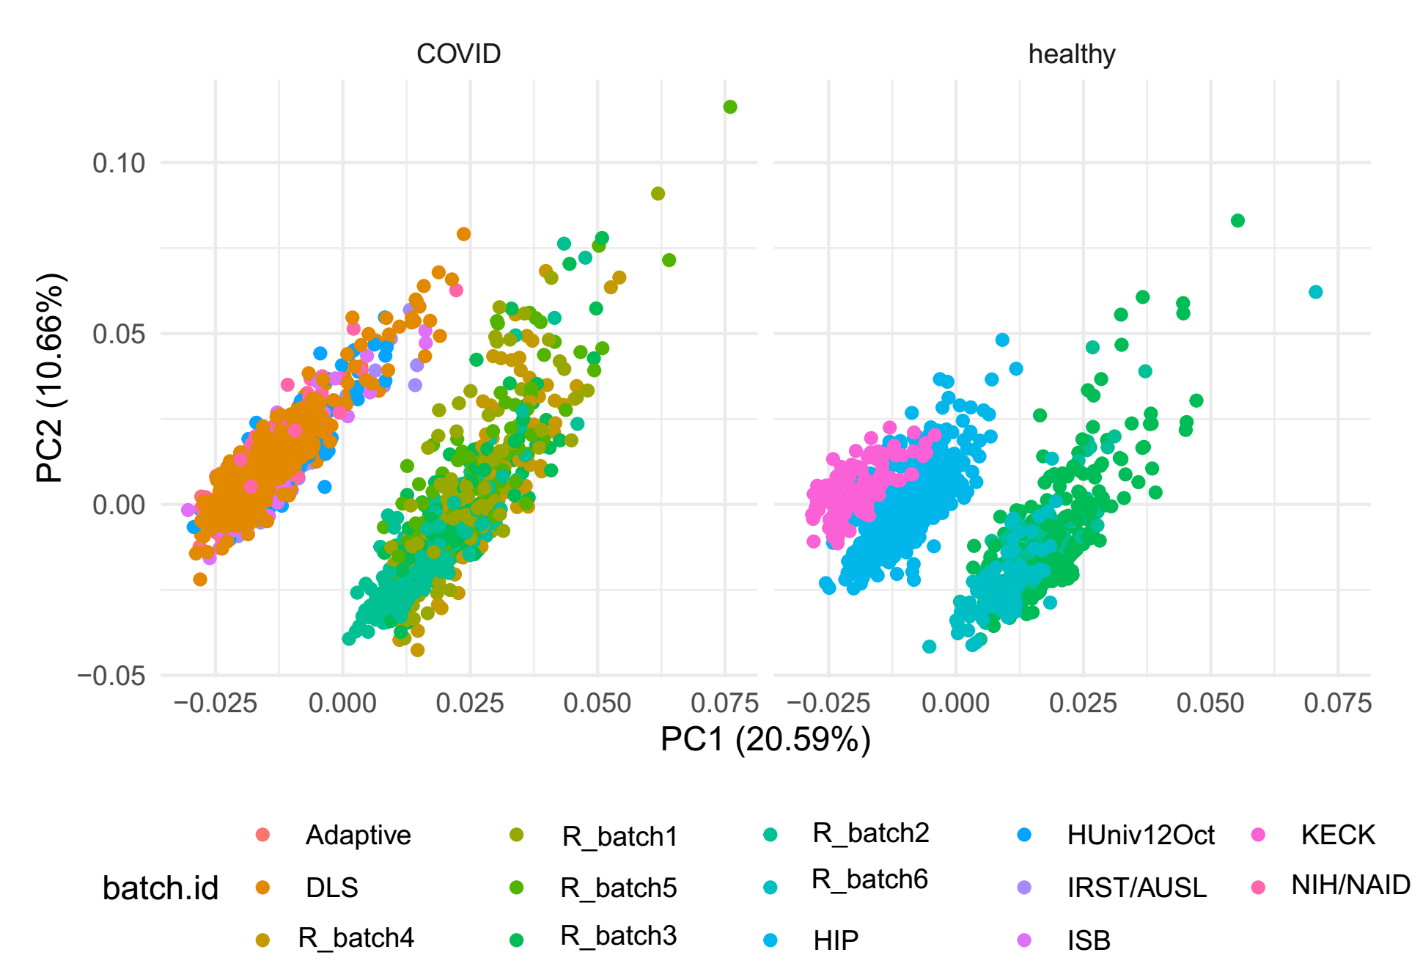 COVID healthy
0.10
0.05
0.00
−0.05
PC2 (10.66%)
−0.025 0.000 0.025 0.050 0.075 −0.025 0.000 0.025 0.050 0.075
PC1 (20.59%)
batch.id
Adaptive R_batch1 R_batch2 HUniv12Oct KECK
DLS R_batch5 R_batch6 IRST/AUSL NIH/NAID
R_batch4 R_batch3 HIP ISB